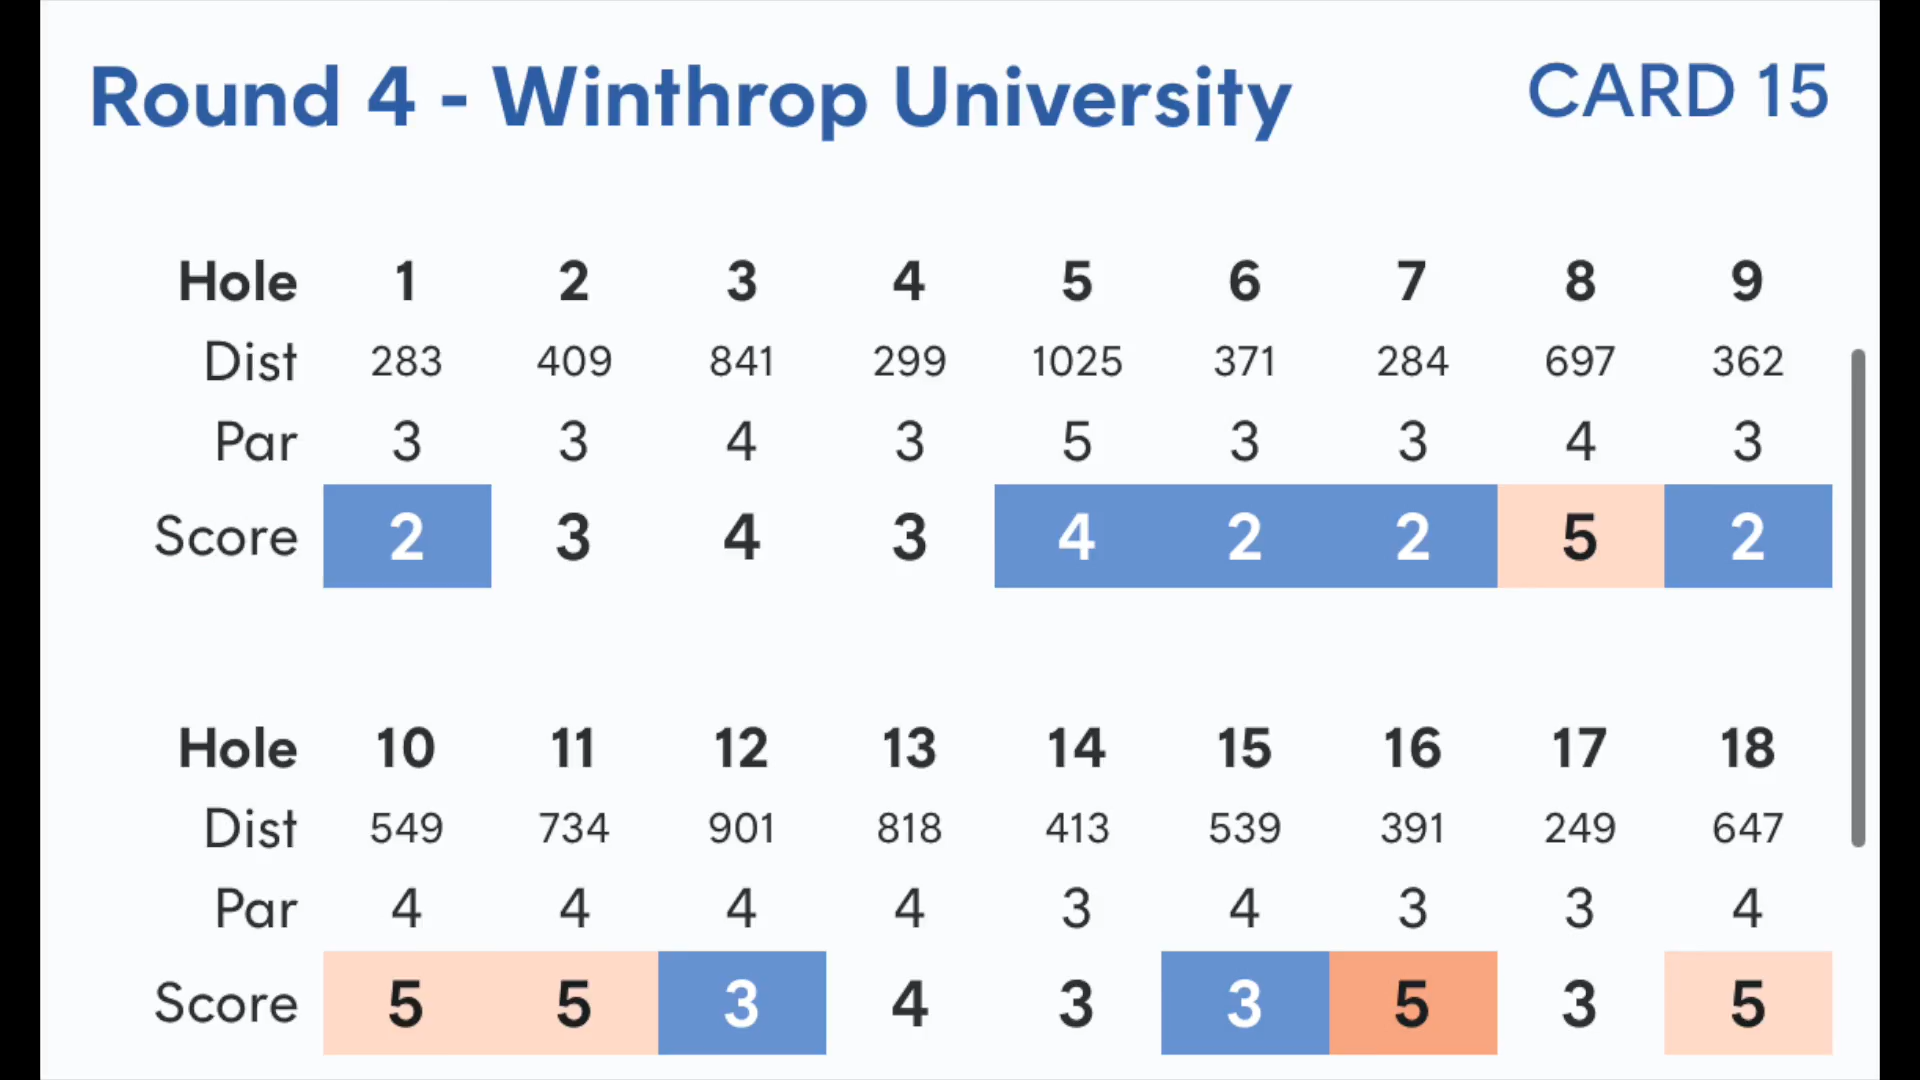 Round 4 - Winthrop University CARD 15
Hole 1 2 3 4 5 6 7 8 9
Dist 283 409 841 299 1025 371 284 697 362
Par 3 3 4 3 5 3 3 4 3
Score 2 3 4 3 4 2 2 5 2
Hole 10 11 12 13 14 15 16 17 18
Dist 549 734 901 818 413 539 391 249 647
Par 4 4 4 4 3 4 3 3 4
Score 5 5 3 4 3 3 5 3 5